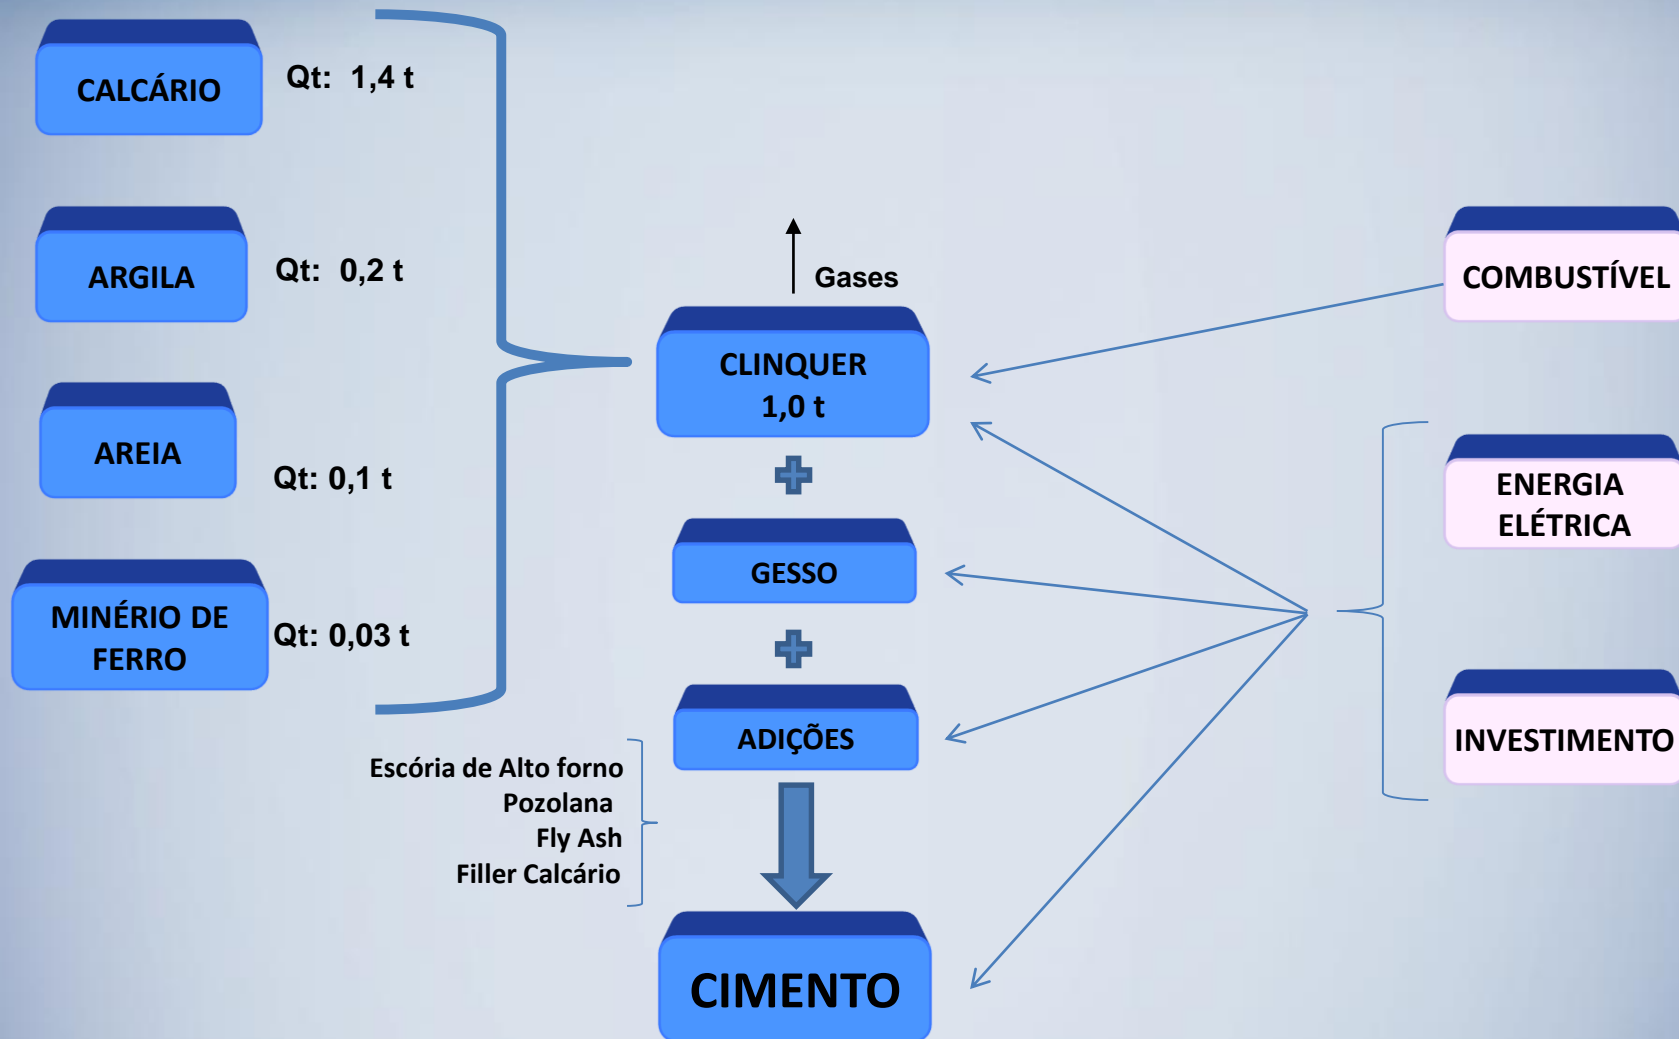 CALCÁRIO
Qt: 1,4 t
ARGILA
Qt: 0,2 t
AREIA
Qt: 0,1 t
MINÉRIO DE
FERRO
Qt: 0,03 t
Gases
CLINQUER
1,0 t
GESSO
ADIÇÕES
Escória de Alto forno
Pozolana
Fly Ash
Filler Calcário
CIMENTO
COMBUSTÍVEL
ENERGIA
ELÉTRICA
INVESTIMENTO